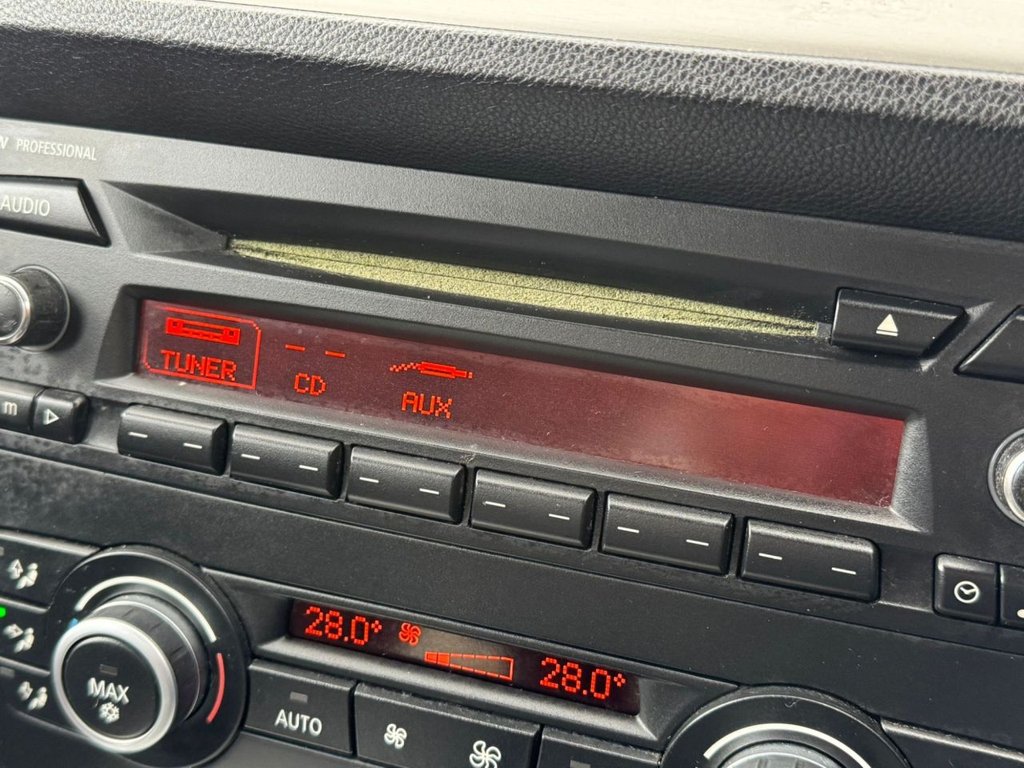 PROFESSIONAL
AUDIO
TUNER
CD
AUX
m
28.0°
28.0°
MAX
AUTO